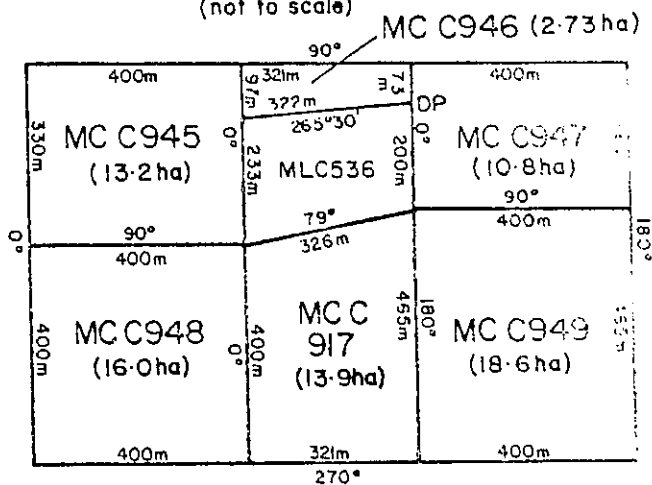 (not to scale)
MC C946 (2.73ha)
90°
400m
321m
400m
97m
73m
322m
DP
265°30'
330m
MC C945
(13.2ha)
0°
233m
MLC536
200m
0°
MC C947
(10.8ha)
0°
90°
400m
79°
326m
90°
400m
180°
400m
MC C948
(16.0ha)
0°
400m
MC C
917
(13.9ha)
465m
180°
MC C949
(18.6ha)
400m
321m
400m
270°